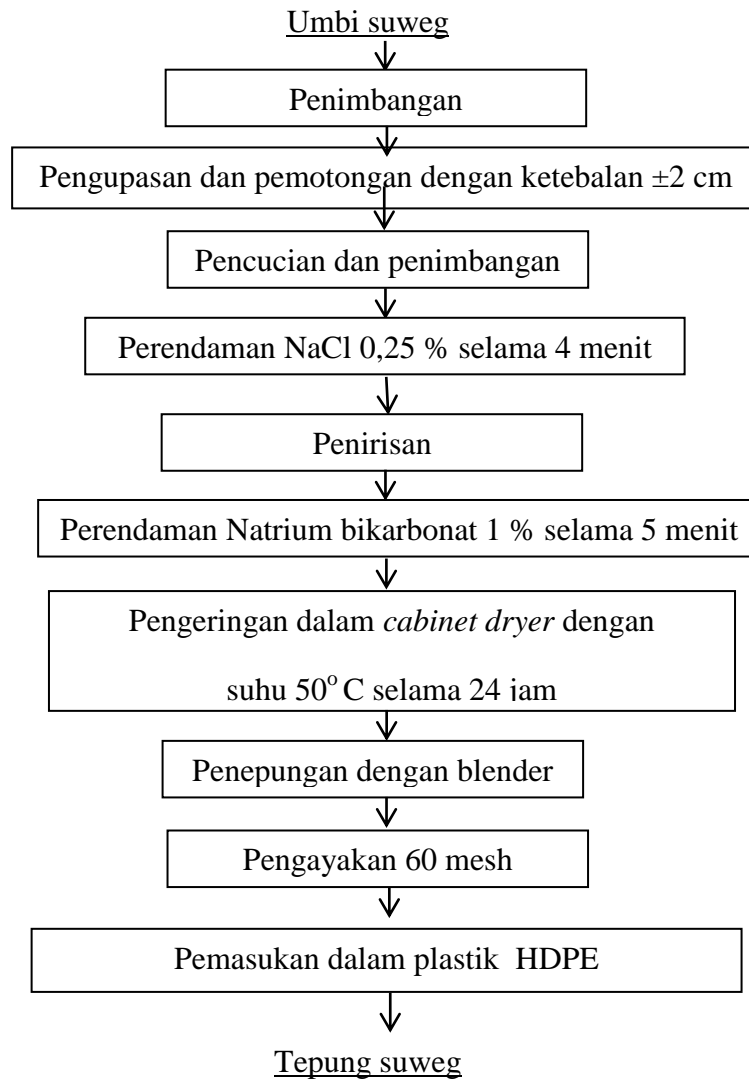 Umbi suweg
Penimbangan
Pengupasan dan pemotongan dengan ketebalan ±2 cm
Pencucian dan penimbangan
Perendaman NaCl 0,25 % selama 4 menit
Penirisan
Perendaman Natrium bikarbonat 1 % selama 5 menit
Pengeringan dalam cabinet dryer dengan
suhu 50° C selama 24 jam
Penepungan dengan blender
Pengayakan 60 mesh
Pemasukan dalam plastik HDPE
Tepung suweg